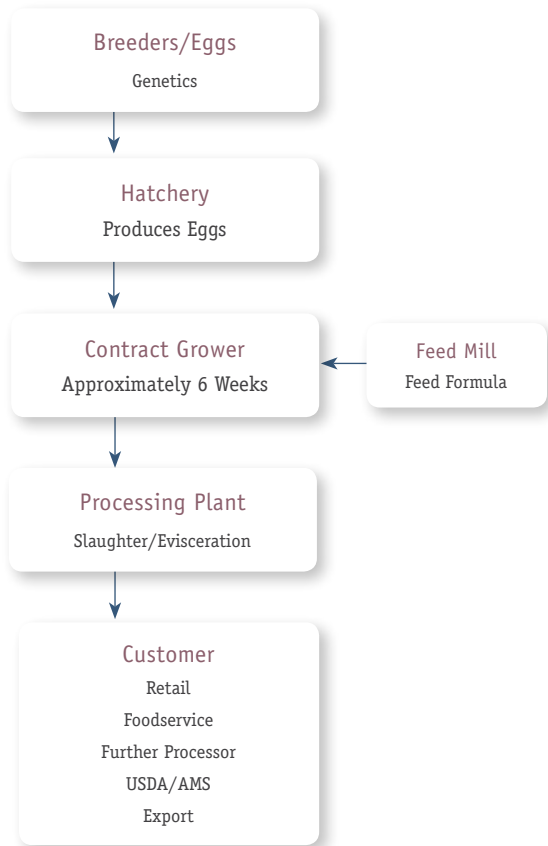 Breeders/Eggs
Genetics
Hatchery
Produces Eggs
Contract Grower
Approximately 6 Weeks
Feed Mill
Feed Formula
Processing Plant
Slaughter/Evisceration
Customer
Retail
Foodservice
Further Processor
USDA/AMS
Export